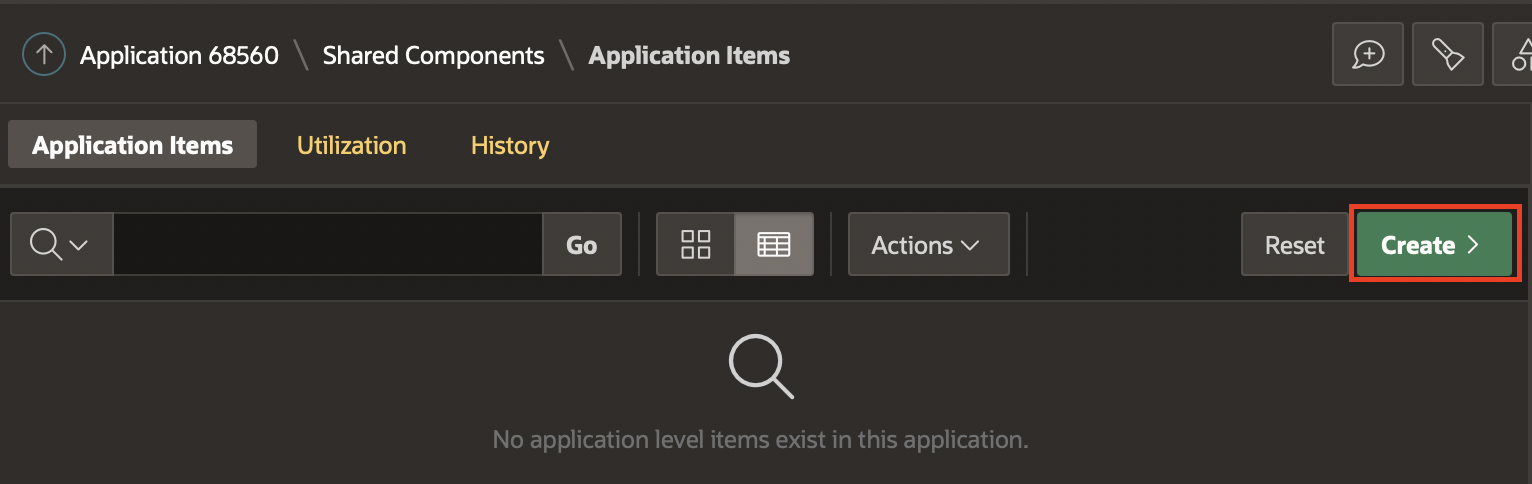 Application 68560 \ Shared Components \ Application Items
Application Items Utilization History
Go Actions Reset Create
No application level items exist in this application.